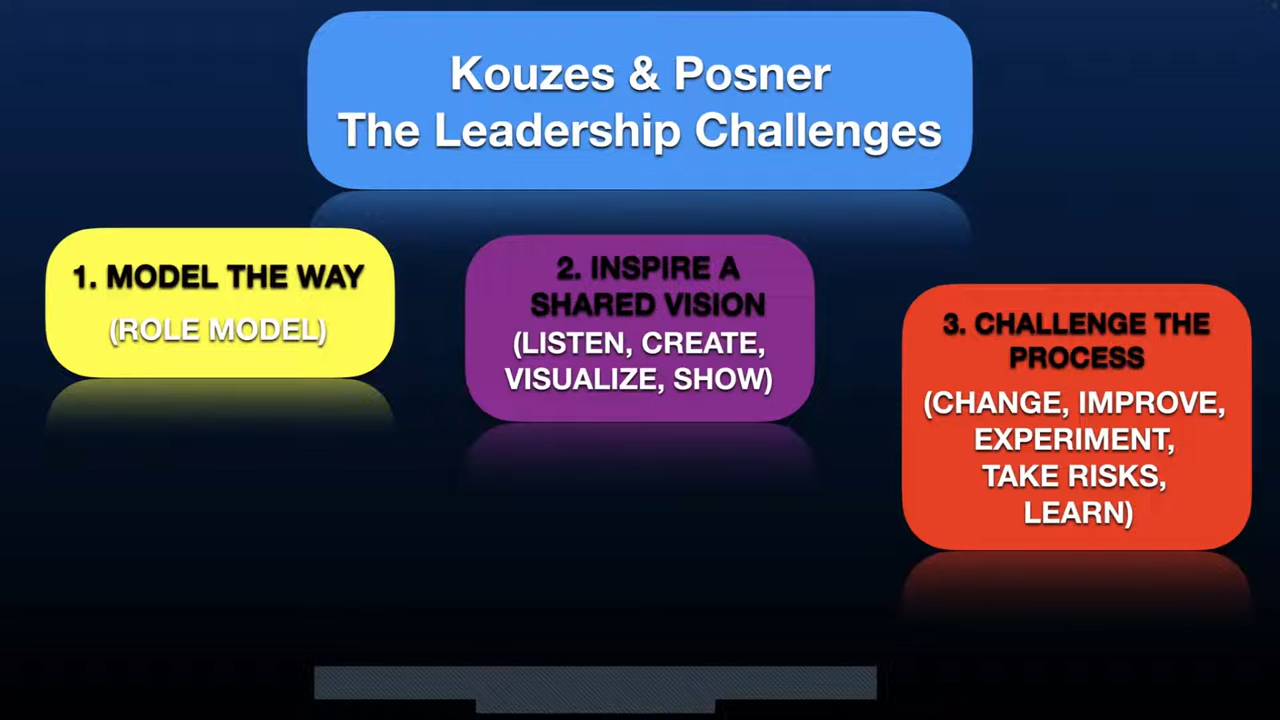 Kouzes & Posner
The Leadership Challenges
1. MODEL THE WAY
(ROLE MODEL)
2. INSPIRE A
SHARED VISION
(LISTEN, CREATE,
VISUALIZE, SHOW)
3. CHALLENGE THE
PROCESS
(CHANGE, IMPROVE,
EXPERIMENT,
TAKE RISKS,
LEARN)